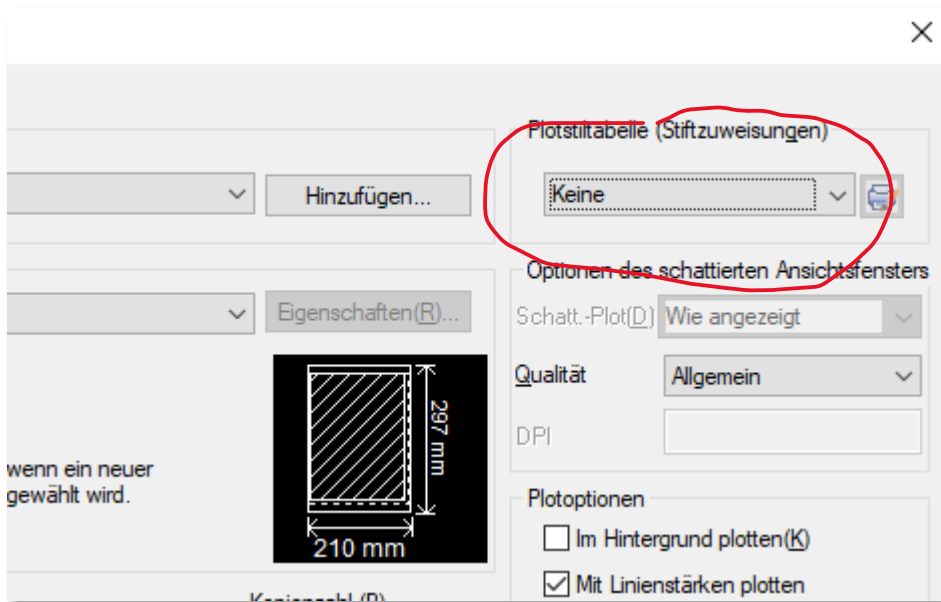 Plotstiltabelle (Stiftzuweisungen)
Hinzufügen...
Keine
Optionen des schattierten Ansichtsfensters
Eigenschaften(R)...
Schatt.-Plot(D)
Wie angezeigt
Qualität
Allgemein
297 mm
DPI
wenn ein neuer
gewählt wird.
Plotoptionen
Im Hintergrund plotten(K)
210 mm
Mit Linienstärken plotten